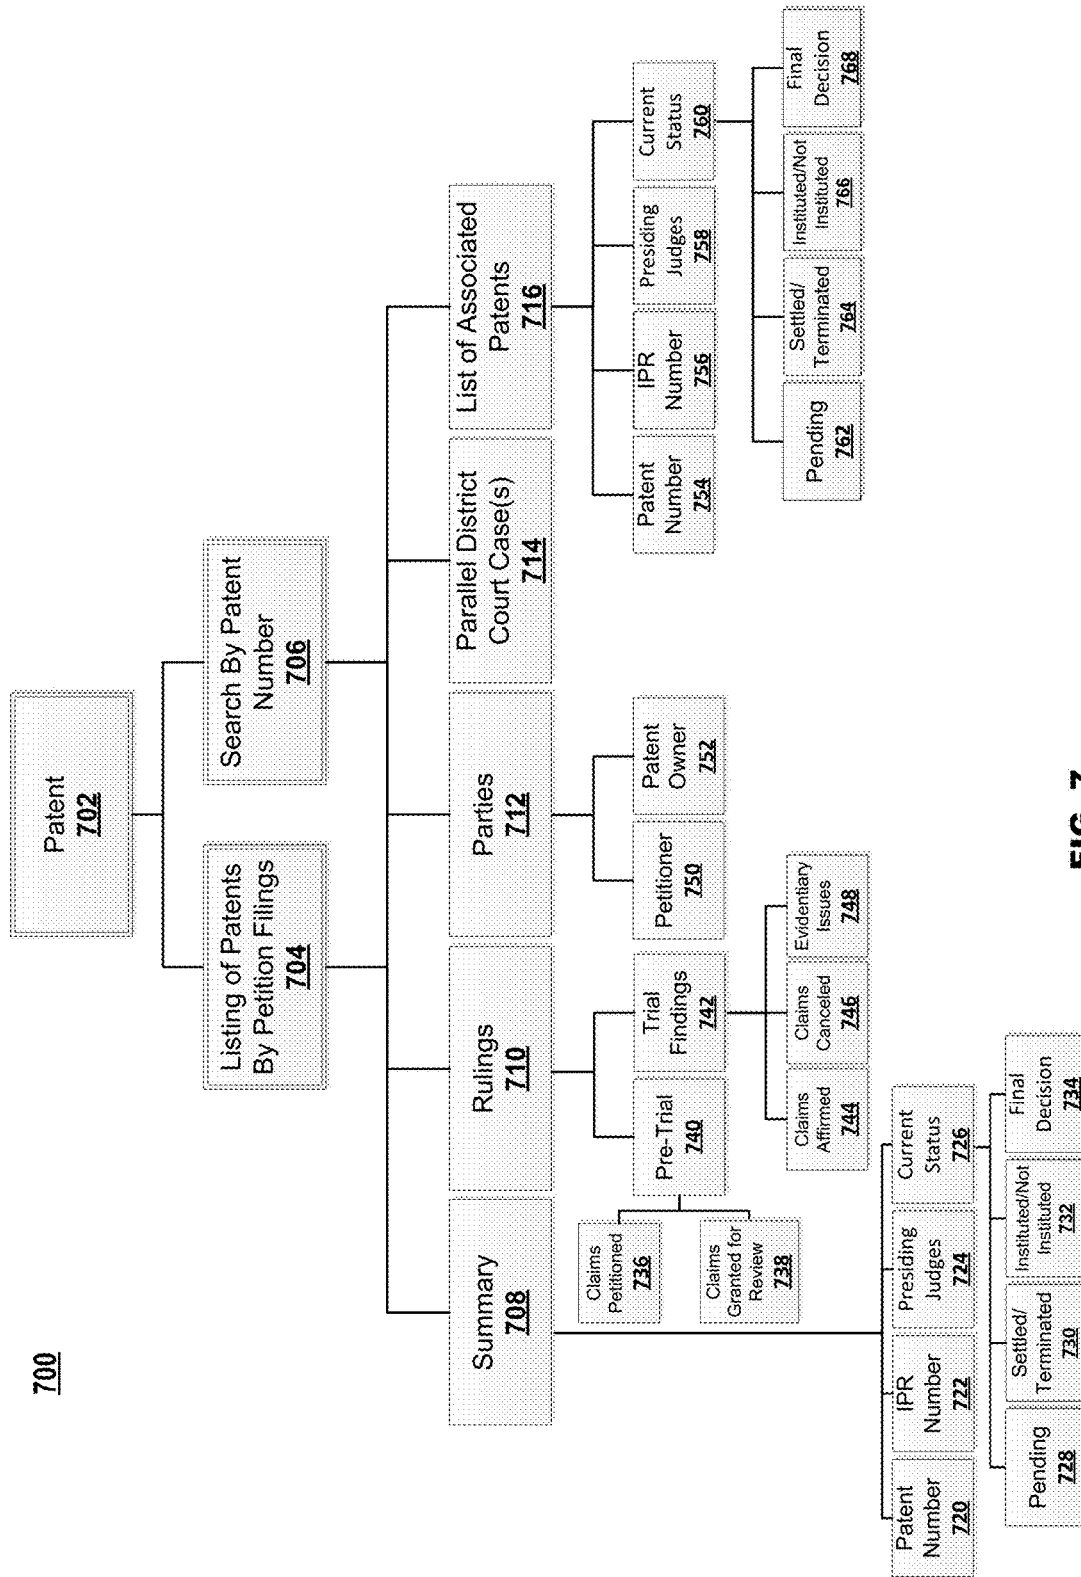 700
Patent
702
Listing of Patents
By Petition Filings
704
Search By Patent
Number
706
Summary
708
Rulings
710
Parties
712
Parallel District
Court Case(s)
714
List of Associated
Patents
716
Claims
Petitioned
736
Claims
Granted for
Review
738
Pre-Trial
740
Trial
Findings
742
Petitioner
750
Patent
Owner
752
Patent
Number
754
IPR
Number
756
Presiding
Judges
758
Current
Status
760
Claims
Affirmed
744
Claims
Canceled
746
Evidentiary
Issues
748
Pending
762
Settled/
Terminated
764
Instituted/Not
Instituted
766
Final
Decision
768
Patent
Number
720
IPR
Number
722
Presiding
Judges
724
Current
Status
726
Pending
728
Settled/
Terminated
730
Instituted/Not
Instituted
732
Final
Decision
734
FIG. 7